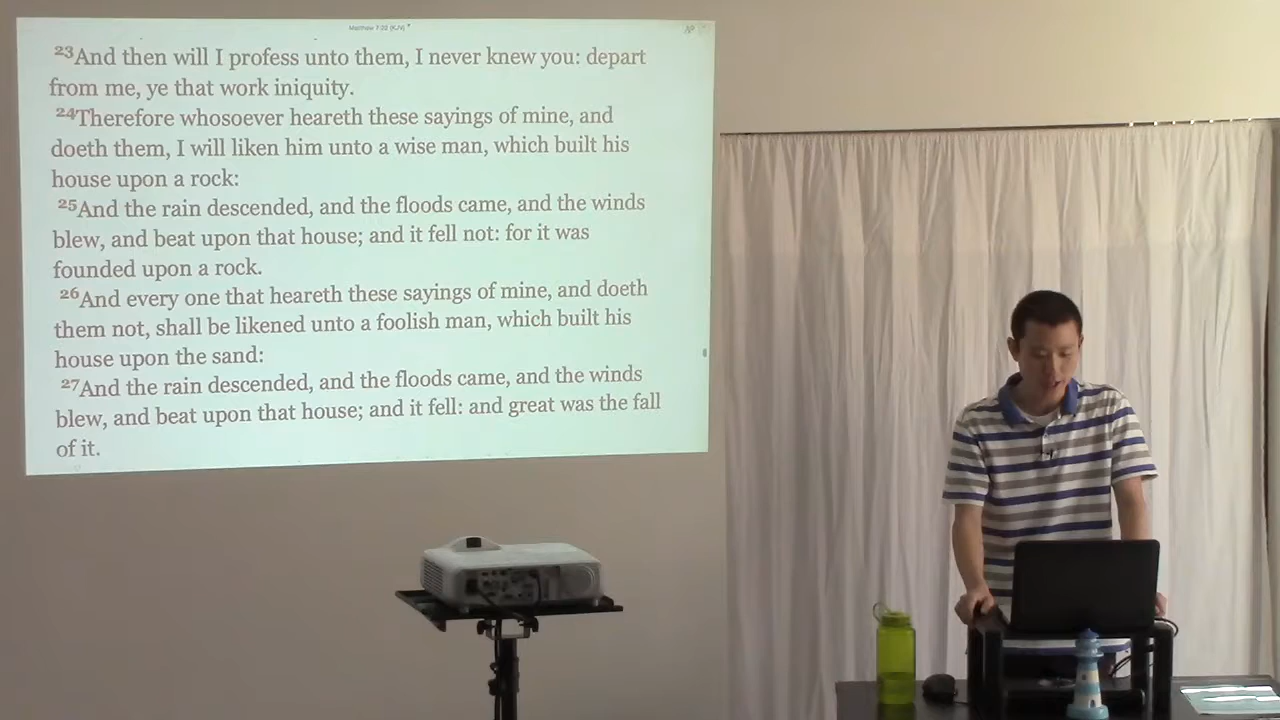 Matthew 7:28 (KJV)
23And then will I profess unto them, I never knew you: depart
from me, ye that work iniquity.
24Therefore whosoever heareth these sayings of mine, and
doeth them, I will liken him unto a wise man, which built his
house upon a rock:
25And the rain descended, and the floods came, and the winds
blew, and beat upon that house; and it fell not: for it was
founded upon a rock.
26And every one that heareth these sayings of mine, and doeth
them not, shall be likened unto a foolish man, which built his
house upon the sand:
27And the rain descended, and the floods came, and the winds
blew, and beat upon that house; and it fell: and great was the fall
of it.